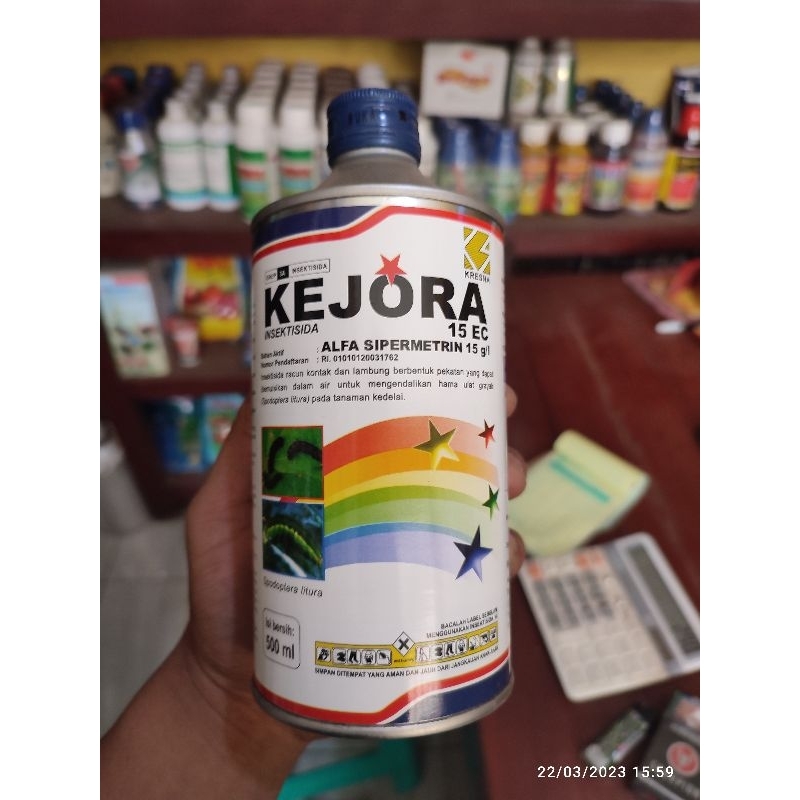 KRESNA
3A INSEKTISIDA
KEJORA
INSEKTISIDA
15 EC
Bahan Aktif : ALFA SIPERMETRIN 15 g/l
Nomor Pendaftaran : RI. 01010120031762
Insektisida racun kontak dan lambung berbentuk pekatan yang dapat
diemulsikan dalam air untuk mengendalikan hama ulat grayak
(Spodoptera litura) pada tanaman kedelai.
Spodoptera litura
Isi bersih:
500 ml
BACALAH LABEL SEBELUM
MENGGUNAKAN INSEKTISIDA INI
SIMPAN DITEMPAT YANG AMAN DAN JAUH DARI JANGKAUAN ANAK-ANAK
22/03/2023 15:59